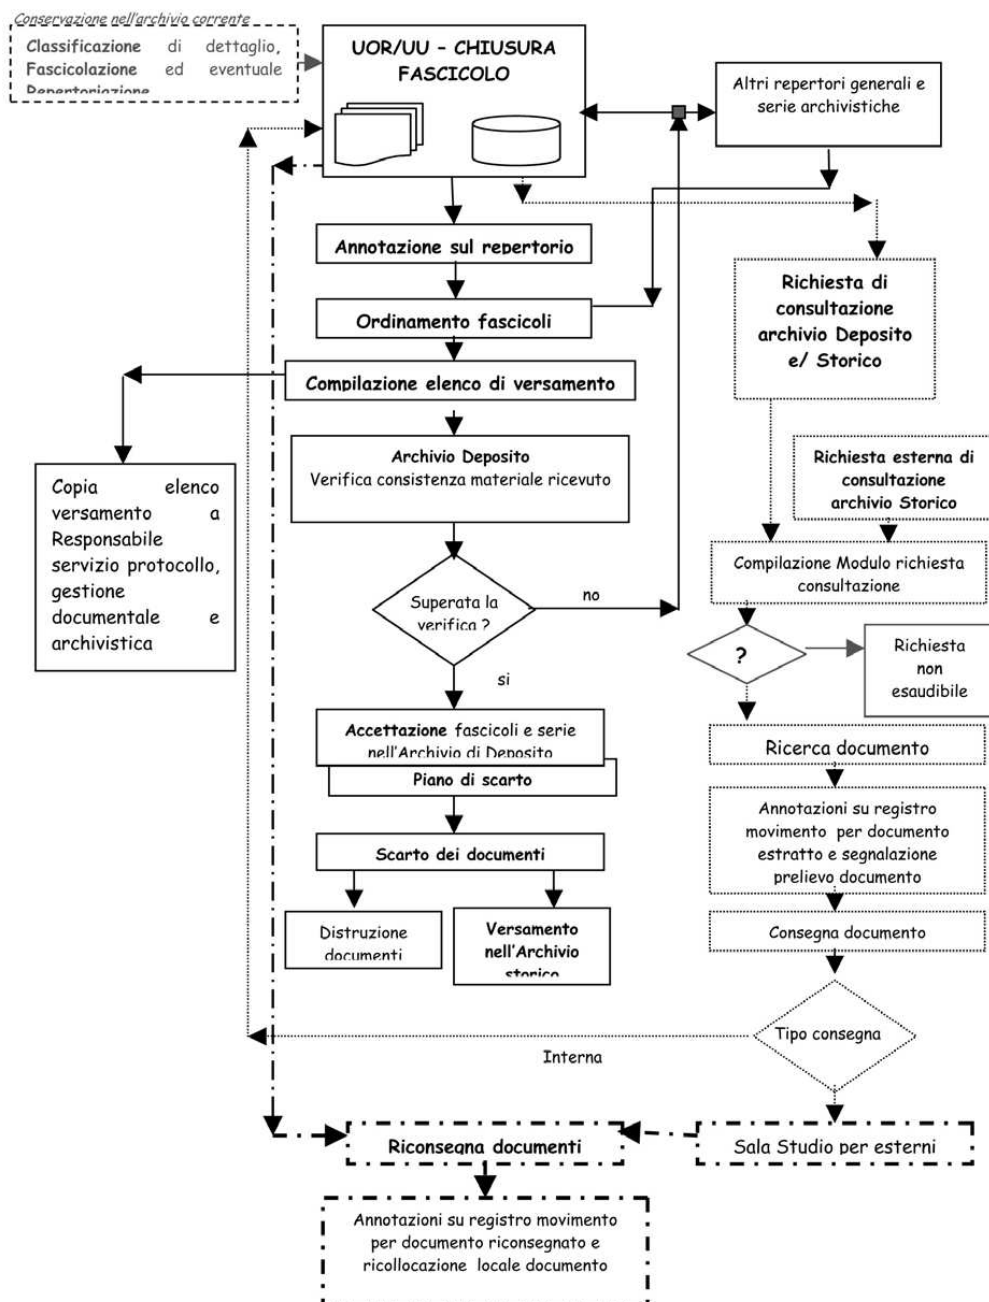 Conservazione nell'archivio corrente
Classificazione di dettaglio,
Fascicolazione ed eventuale
Repertoriazione
UOR/UU – CHIUSURA
FASCICOLO
Altri repertori generali e
serie archivistiche
Annotazione sul repertorio
Ordinamento fascicoli
Compilazione elenco di versamento
Richiesta di
consultazione
archivio Deposito
e/ Storico
Archivio Deposito
Verifica consistenza materiale ricevuto
Copia elenco
versamento a
Responsabile
servizio protocollo,
gestione
documentale e
archivistica
Richiesta esterna di
consultazione
archivio Storico
Compilazione Modulo richiesta
consultazione
Superata la
verifica ?
no
si
?
Richiesta
non
esaudibile
Accettazione fascicoli e serie
nell'Archivio di Deposito
Piano di scarto
Ricerca documento
Annotazioni su registro
movimento per documento
estratto e segnalazione
prelievo documento
Scarto dei documenti
Distruzione
documenti
Versamento
nell'Archivio
storico
Consegna documento
Tipo consegna
Interna
Riconsegna documenti
Sala Studio per esterni
Annotazioni su registro movimento
per documento riconsegnato e
ricollocazione locale documento